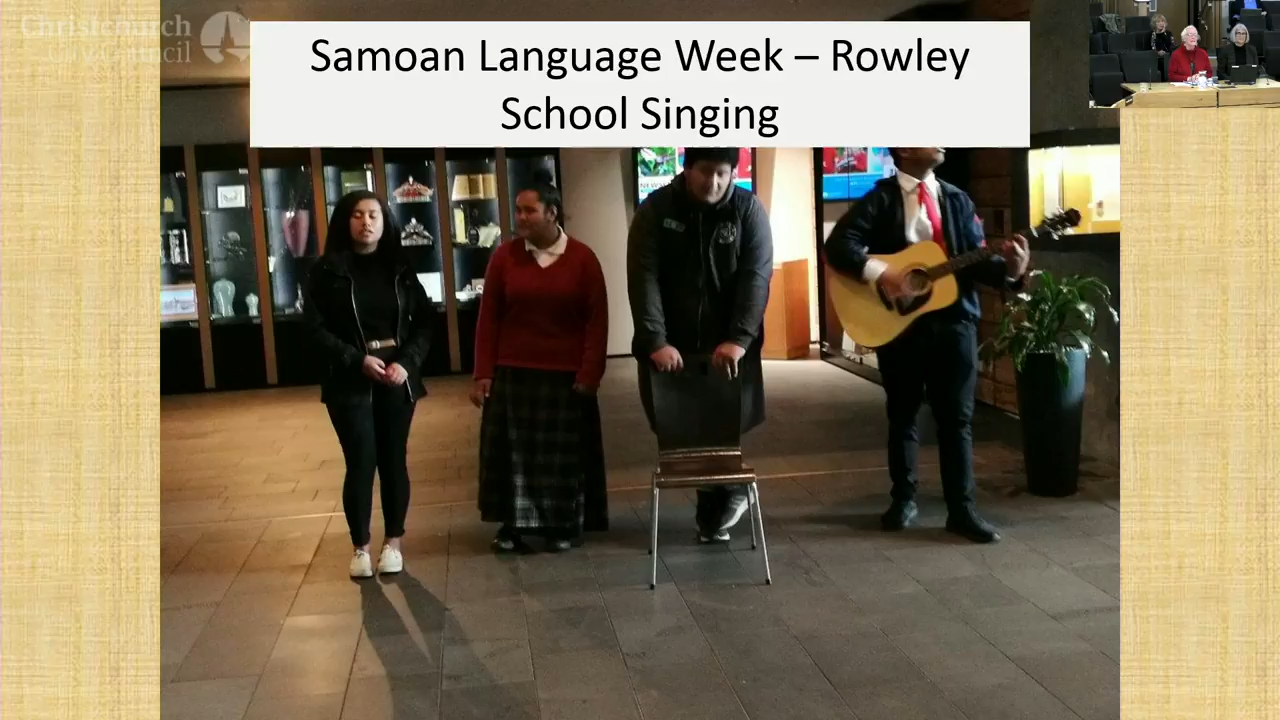 Christchurch
City Council
Samoan Language Week – Rowley
School Singing